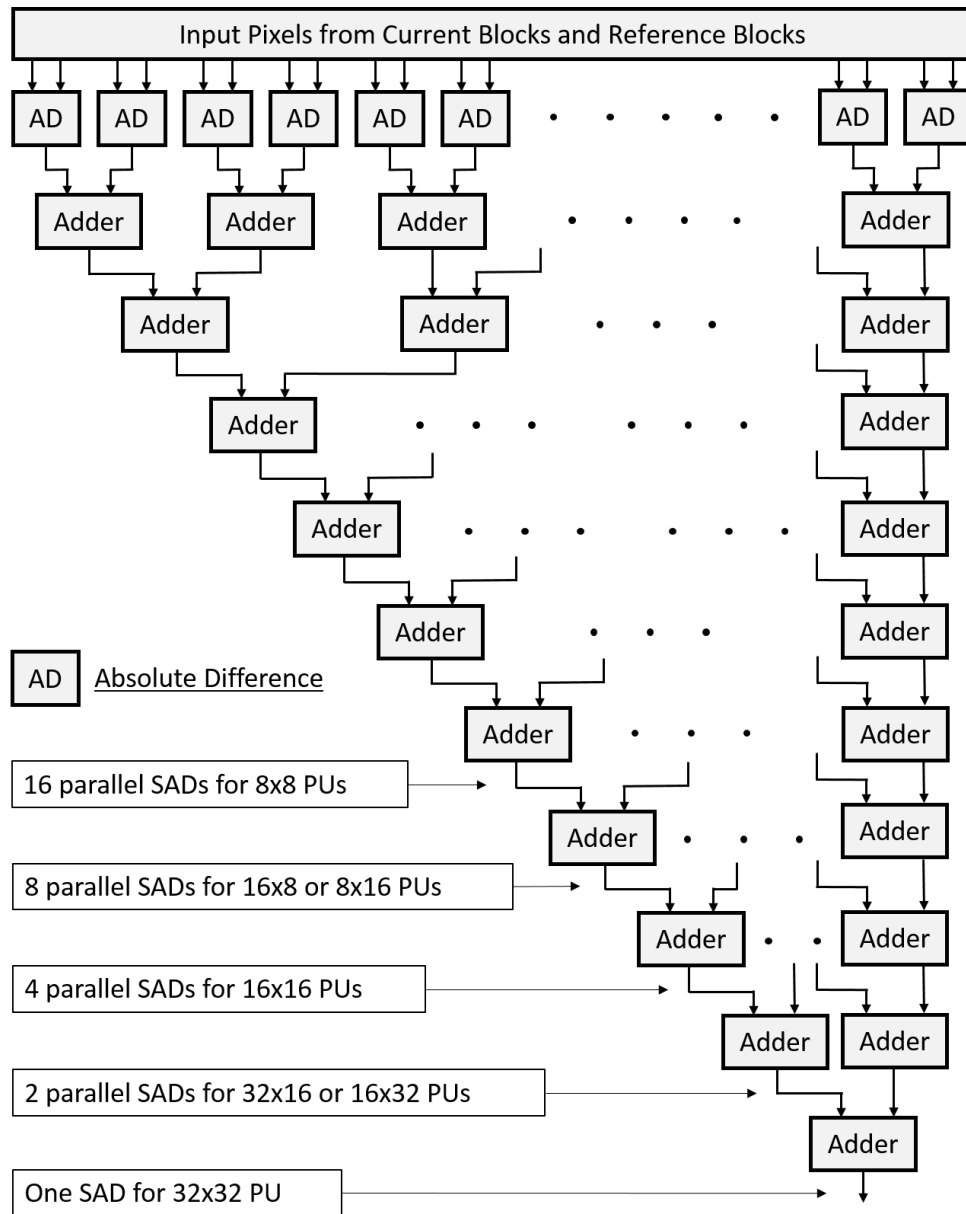 Input Pixels from Current Blocks and Reference Blocks
AD AD AD AD AD AD AD AD
Adder Adder Adder Adder
Adder Adder Adder
Adder Adder
Adder Adder
Adder Adder
AD Absolute Difference
Adder Adder
16 parallel SADs for 8x8 PUs
Adder Adder
8 parallel SADs for 16x8 or 8x16 PUs
Adder Adder
4 parallel SADs for 16x16 PUs
Adder Adder
2 parallel SADs for 32x16 or 16x32 PUs
Adder
One SAD for 32x32 PU